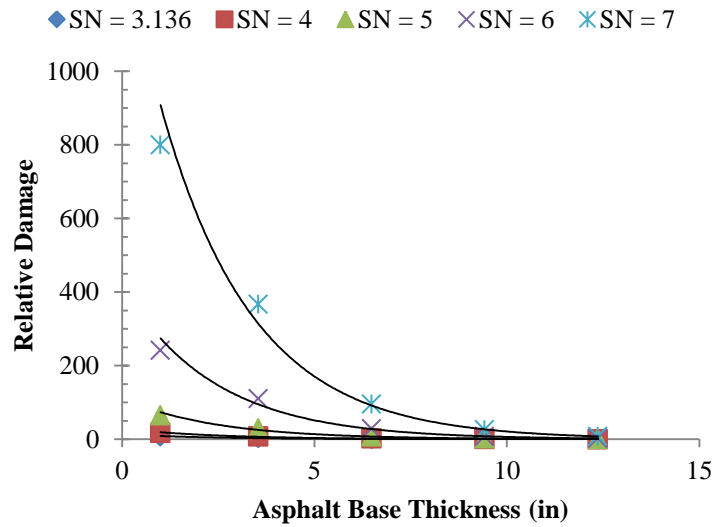 SN = 3.136 SN = 4 SN = 5 SN = 6 SN = 7
1000
800
600
400
200
0
0 5 10 15
Relative Damage
Asphalt Base Thickness (in)